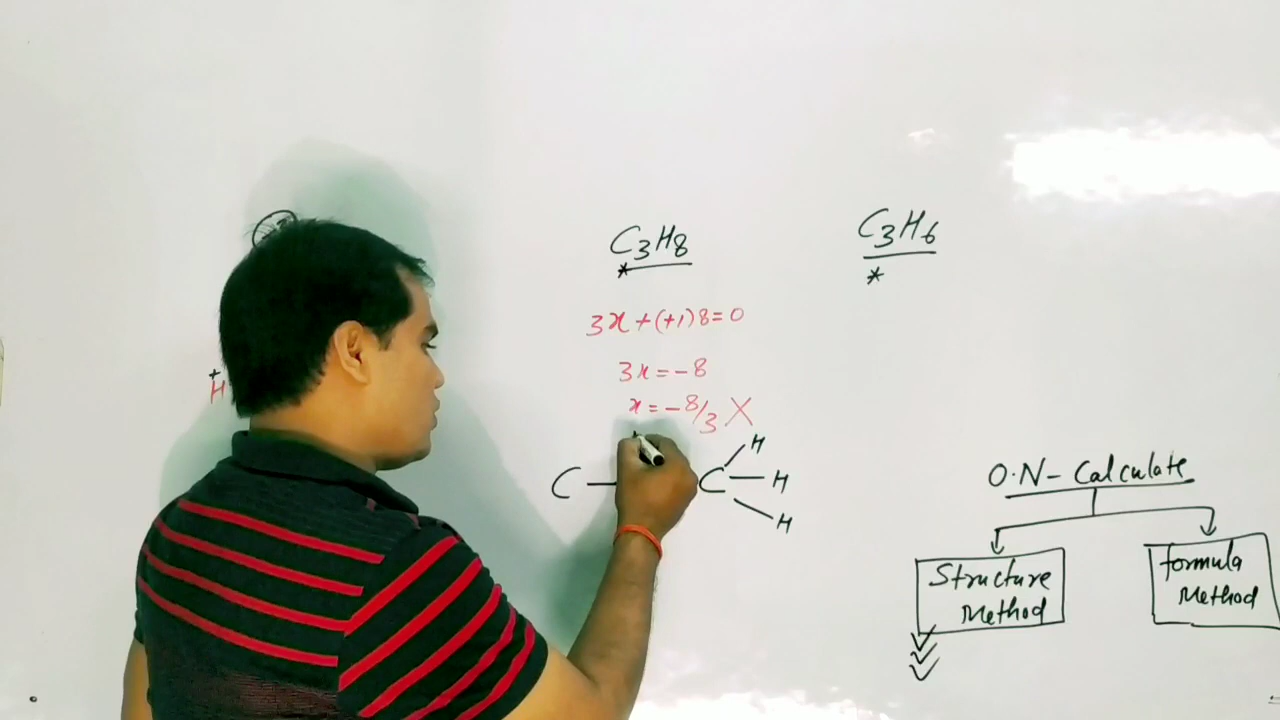 C3H8
*
C3H6
*
3x+(+1)8=0
3x=-8
x=-8/3 X
+
H
C — C
H
H
H
O.N-Calculate
Structure Method
formula Method